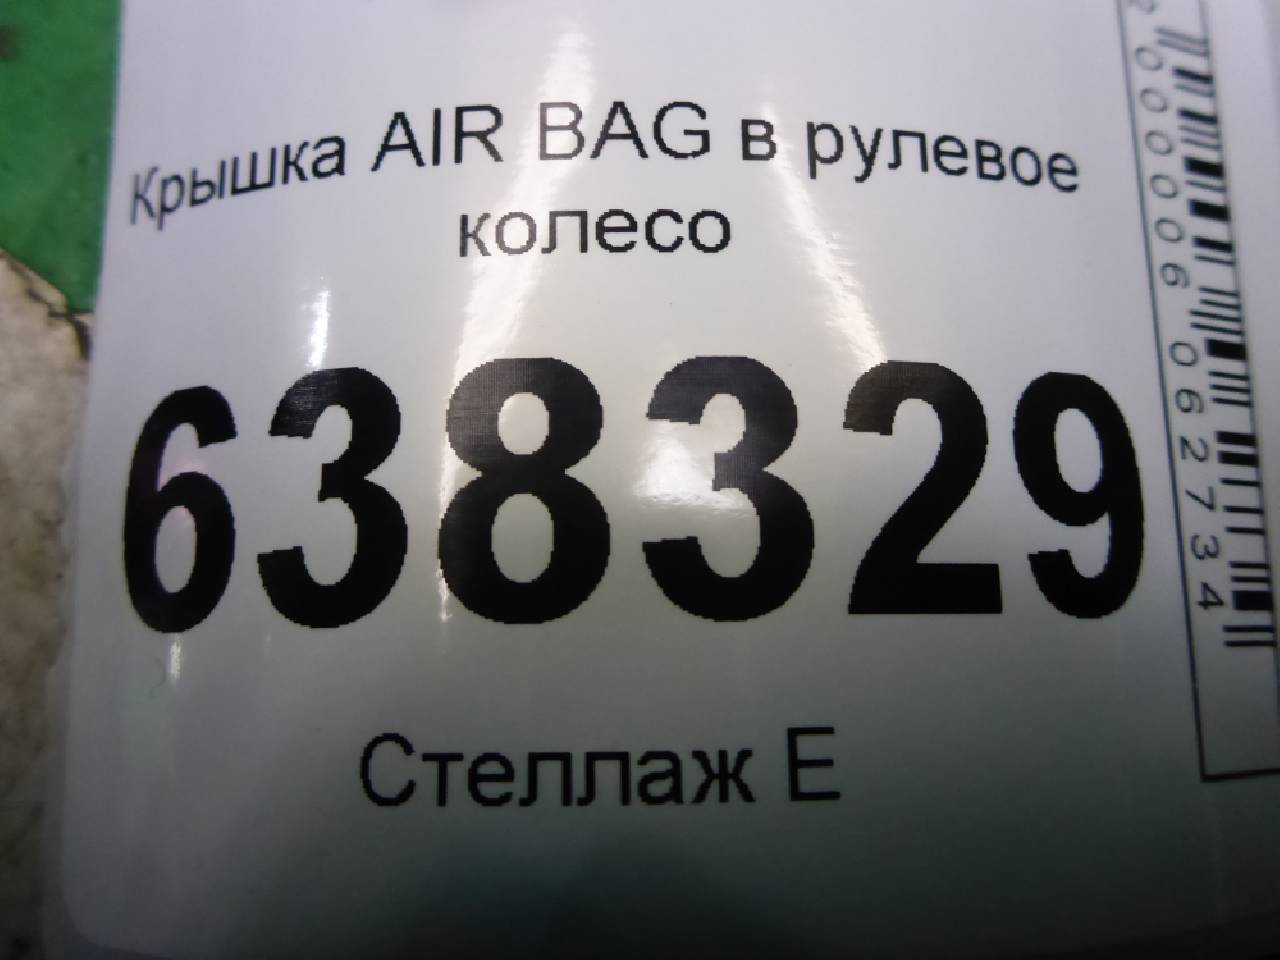 Крышка AIR BAG в рулевое
колесо
638329
Стеллаж Е
2000006062734